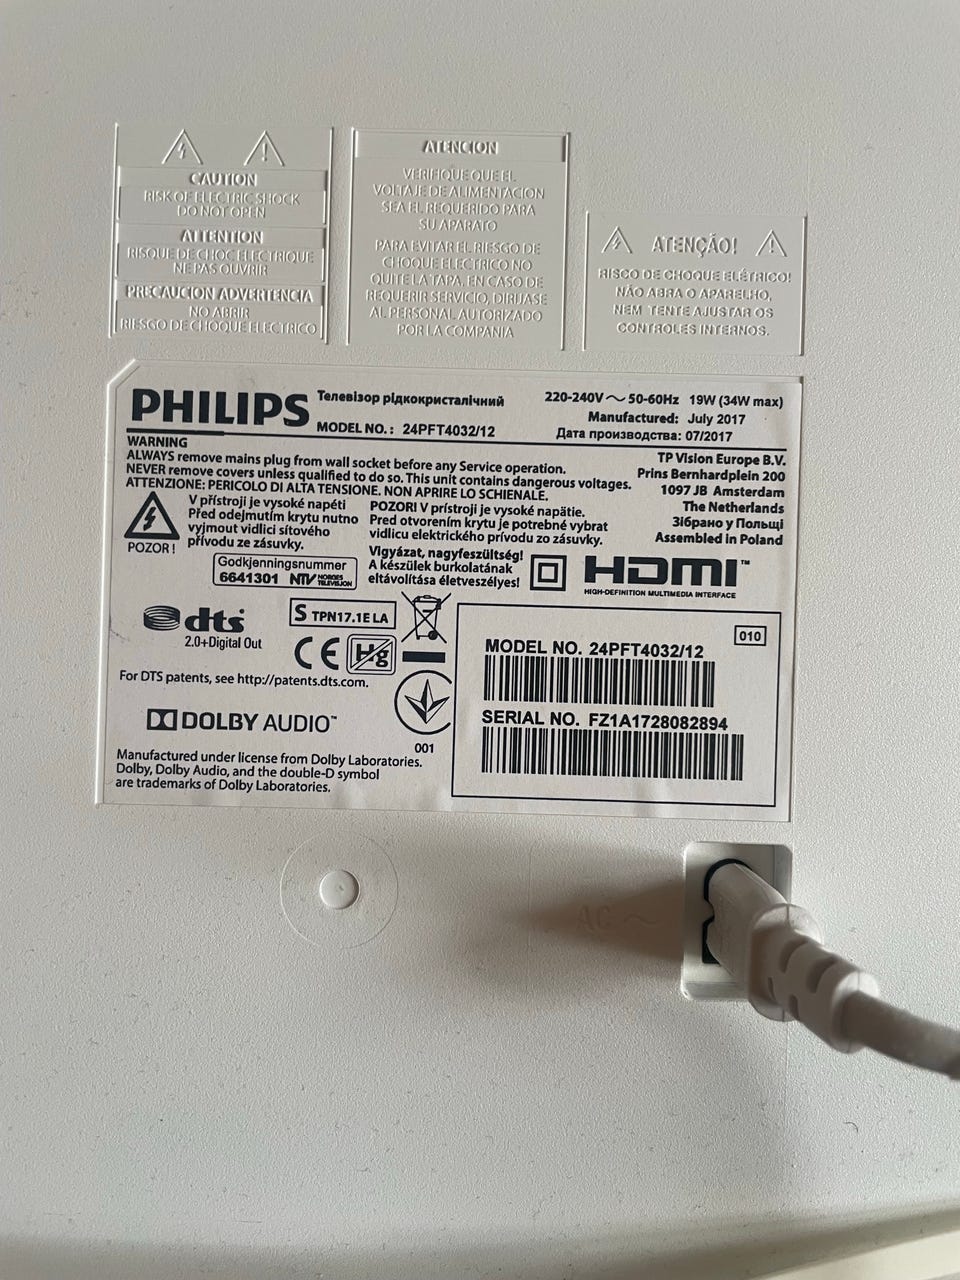 CAUTION
RISK OF ELECTRIC SHOCK
DO NOT OPEN
ATTENTION
RISQUE DE CHOC ELECTRIQUE
NE PAS OUVRIR
PRECAUCION ADVERTENCIA
NO ABRIR
RIESGO DE CHOQUE ELECTRICO
ATENCION
VERIFIQUE QUE EL
VOLTAJE DE ALIMENTACION
SEA EL REQUERIDO PARA
SU APARATO
PARA EVITAR EL RIESGO DE
CHOQUE ELECTRICO NO
QUITE LA TAPA, EN CASO DE
REQUERIR SERVICIO, DIRIJASE
AL PERSONAL AUTORIZADO
POR LA COMPANIA
ATENÇÃO!
RISCO DE CHOQUE ELÉTRICO!
NÃO ABRA O APARELHO,
NEM TENTE AJUSTAR OS
CONTROLES INTERNOS.
PHILIPS
Телевізор рідкокристалічний
MODEL NO.: 24PFT4032/12
220-240V ~ 50-60Hz 19W (34W max)
Manufactured: July 2017
Дата производства: 07/2017
WARNING
ALWAYS remove mains plug from wall socket before any Service operation.
NEVER remove covers unless qualified to do so. This unit contains dangerous voltages.
ATTENZIONE: PERICOLO DI ALTA TENSIONE. NON APRIRE LO SCHIENALE.
TP Vision Europe B.V.
Prins Bernhardplein 200
1097 JB Amsterdam
The Netherlands
Зібрано у Польщі
Assembled in Poland
POZOR!
V přístroji je vysoké napětí
Před odejmutím krytu nutno
vyjmout vidlici síťového
přívodu ze zásuvky.
POZOR! V prístroji je vysoké napätie.
Pred otvorením krytu je potrebné vybrat
vidlicu elektrického prívodu zo zásuvky.
Vigyázat, nagyfeszültség!
A készülek burkolatának
eltávolítása életveszélyes!
Godkjenningsnummer
6641301 NTV NORGES TELEVISJON
HDMI™
HIGH-DEFINITION MULTIMEDIA INTERFACE
dts
2.0+Digital Out
S TPN17.1E LA
CE Hg
For DTS patents, see http://patents.dts.com.
001
DOLBY AUDIO™
Manufactured under license from Dolby Laboratories.
Dolby, Dolby Audio, and the double-D symbol
are trademarks of Dolby Laboratories.
010
MODEL NO. 24PFT4032/12
SERIAL NO. FZ1A1728082894
AC ~